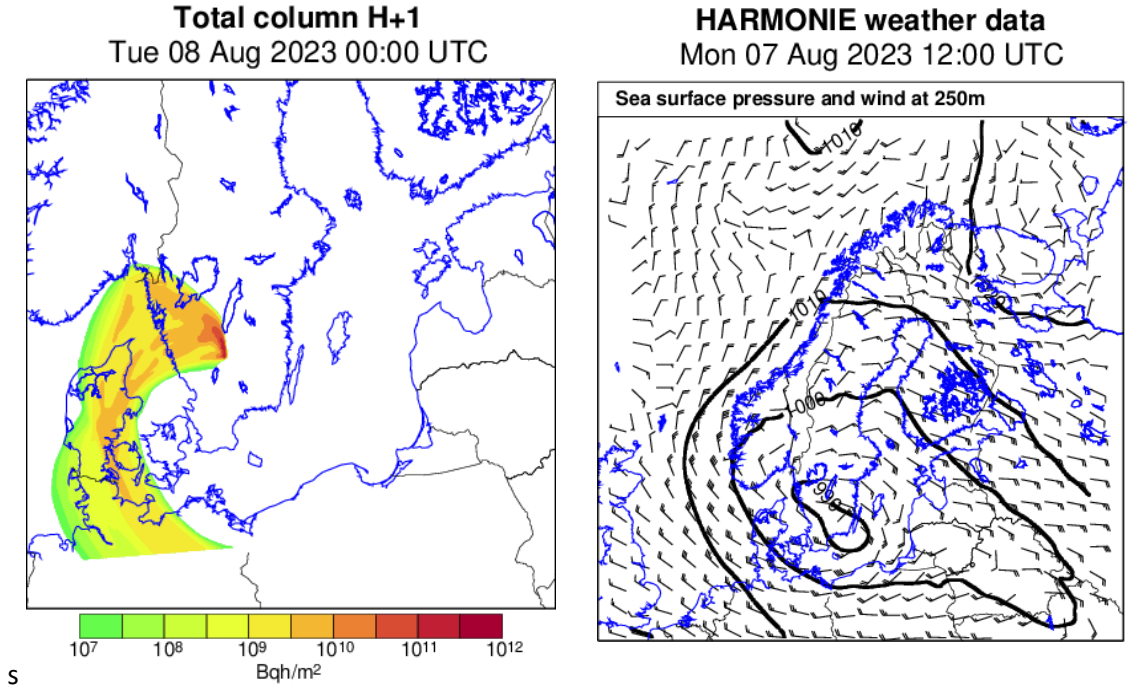 Total column H+1
Tue 08 Aug 2023 00:00 UTC
HARMONIE weather data
Mon 07 Aug 2023 12:00 UTC
Sea surface pressure and wind at 250m
1010
1010
1000
990
10⁷ 10⁸ 10⁹ 10¹⁰ 10¹¹ 10¹²
Bqh/m²
s